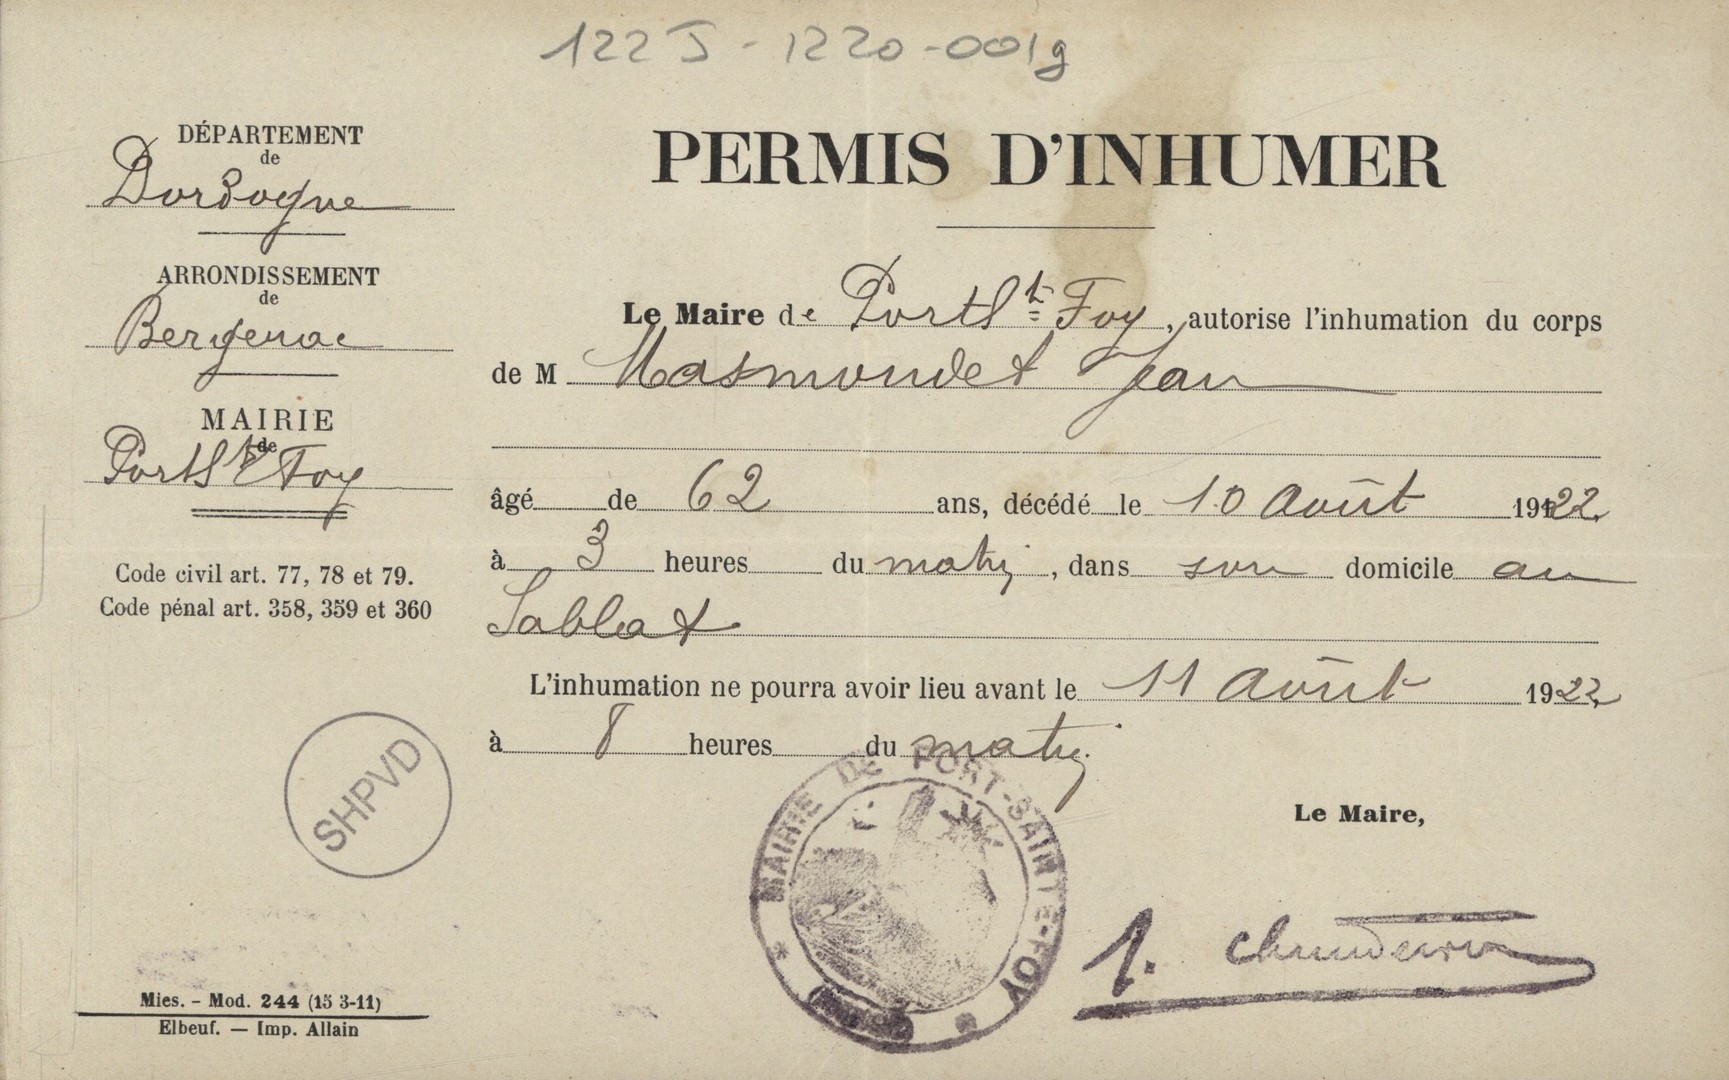 122 J - 1220-001g
DÉPARTEMENT
de
Dordogne
ARRONDISSEMENT
de
Bergerac
MAIRIE
de
Port Ste Foy
Code civil art. 77, 78 et 79.
Code pénal art. 358, 359 et 360
SHPVD
Mies. - Mod. 244 (15 3-11)
Elbeuf. — Imp. Allain
PERMIS D'INHUMER
Le Maire de Port Ste Foy, autorise l'inhumation du corps
de M Masmondet Jean
âgé de 62 ans, décédé le 10 Août 1922
à 3 heures du matin, dans son domicile au
Sablat
L'inhumation ne pourra avoir lieu avant le 11 Août 1922,
à 8 heures du matin.
MAIRIE DE PORT-SAINTE-FOY
Le Maire,